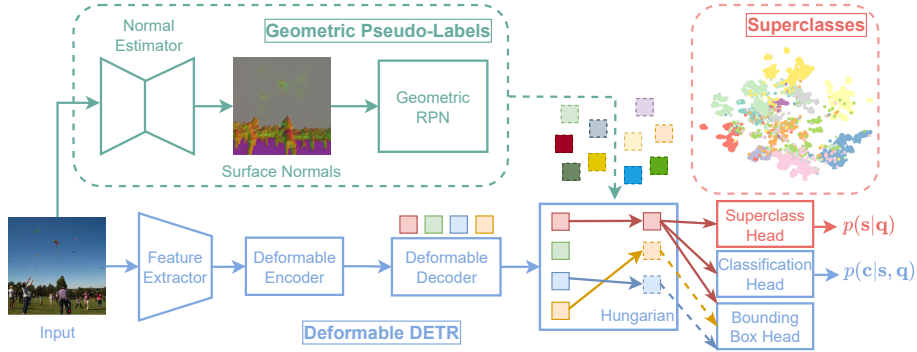 Normal
Estimator
Geometric Pseudo-Labels
Superclasses
Geometric
RPN
Surface Normals
Feature
Extractor
Deformable
Encoder
Deformable
Decoder
Hungarian
Superclass
Head
p(s|q)
Classification
Head
p(c|s, q)
Bounding
Box Head
Input
Deformable DETR